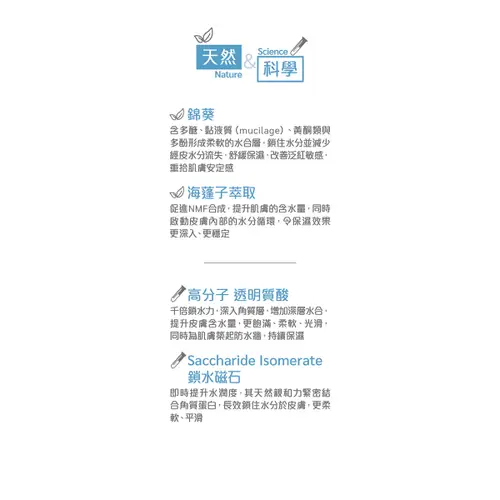 天然 & 科學
Nature Science
錦葵
含多醣、黏液質（mucilage）、黃酮類與
多酚形成柔軟的水合層，鎖住水分並減少
經皮水分流失，舒緩保濕，改善泛紅敏感，
重拾肌膚安定感
海蓬子萃取
促進NMF合成，提升肌膚的含水量，同時
啟動皮膚內部的水分循環，令保濕效果
更深入、更穩定
高分子 透明質酸
千倍鎖水力，深入角質層，增加深層水合，
提升皮膚含水量，更飽滿、柔軟、光滑，
同時為肌膚築起防水牆，持續保濕
Saccharide Isomerate
鎖水磁石
即時提升水潤度，其天然親和力緊密結
合角質蛋白，長效鎖住水分於皮膚，更柔
軟、平滑